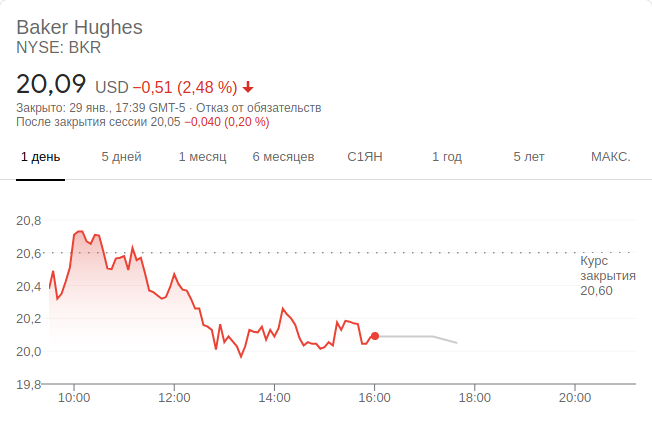 Baker Hughes
NYSE: BKR
20,09 USD −0,51 (2,48 %)
Закрыто: 29 янв., 17:39 GMT-5 · Отказ от обязательств
После закрытия сессии 20,05 −0,040 (0,20 %)
1 день 5 дней 1 месяц 6 месяцев С1ЯН 1 год 5 лет МАКС.
20,8
20,6
Курс
закрытия
20,60
20,4
20,2
20,0
19,8
10:00 12:00 14:00 16:00 18:00 20:00